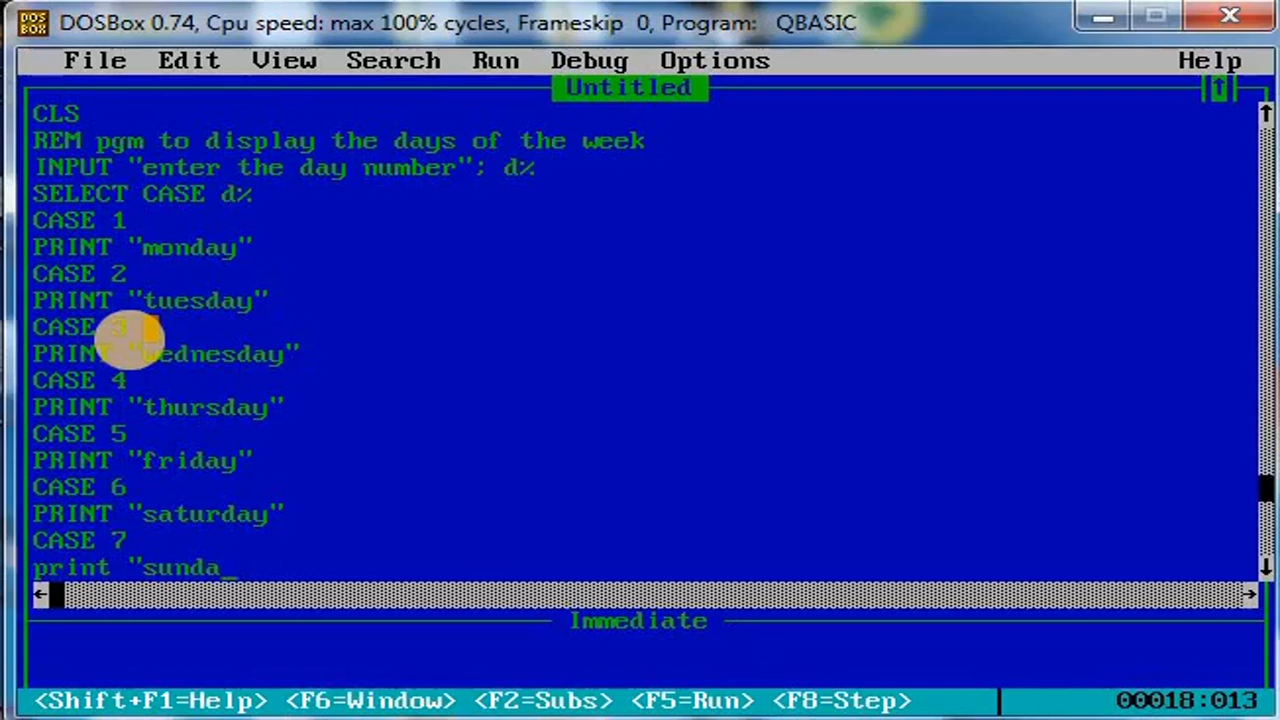 DOS BOX DOSBox 0.74, Cpu speed: max 100% cycles, Frameskip 0, Program: QBASIC
File Edit View Search Run Debug Options Help
Untitled
CLS
REM pgm to display the days of the week
INPUT "enter the day number"; d%
SELECT CASE d%
CASE 1
PRINT "monday"
CASE 2
PRINT "tuesday"
CASE 3
PRINT "wednesday"
CASE 4
PRINT "thursday"
CASE 5
PRINT "friday"
CASE 6
PRINT "saturday"
CASE 7
print "sunda_
Immediate
<Shift+F1=Help> <F6=Window> <F2=Subs> <F5=Run> <F8=Step> 00018:013